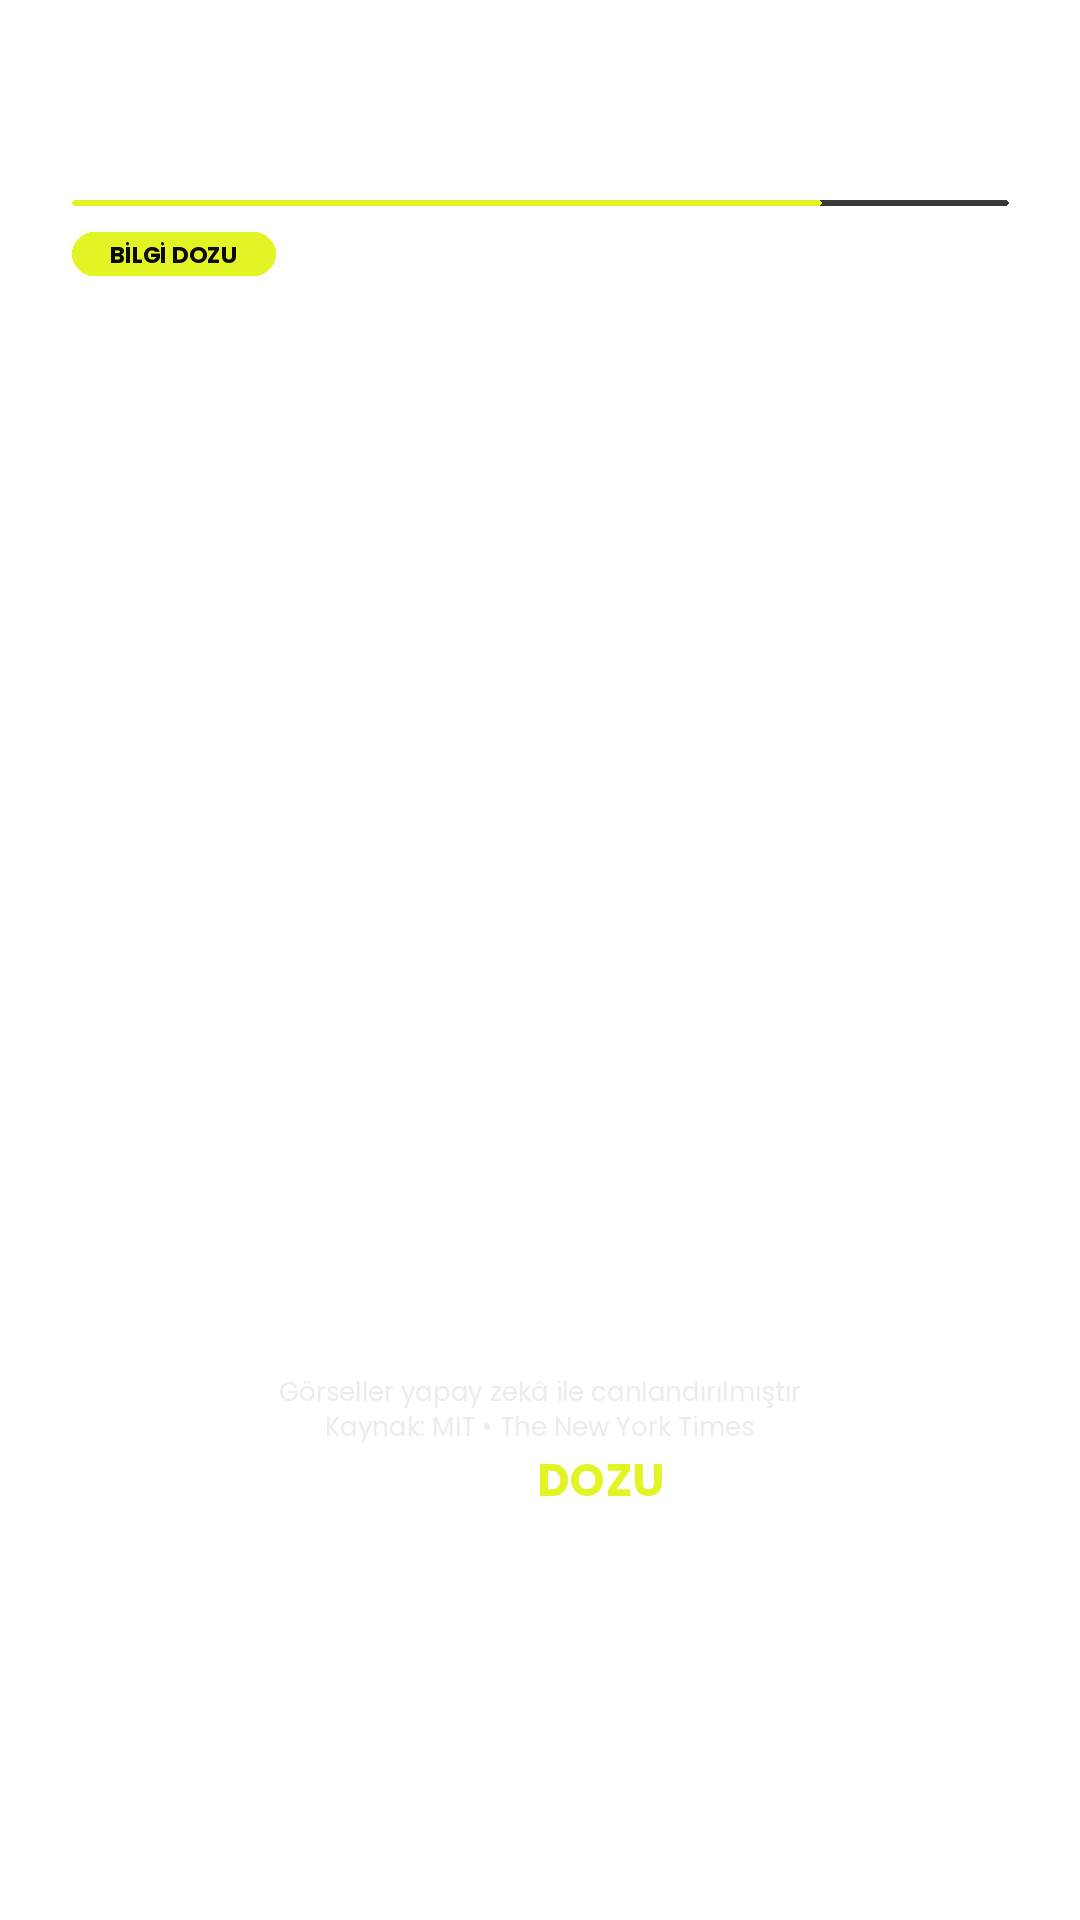 BİLGİ DOZU
Görseller yapay zekâ ile canlandırılmıştır
Kaynak: MIT • The New York Times
DOZU